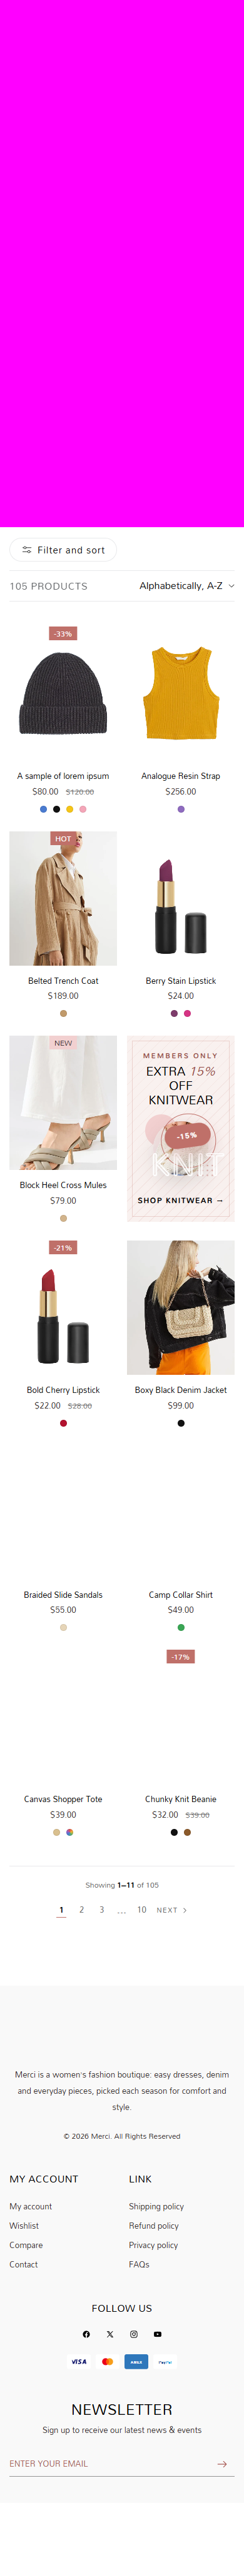 Filter and sort
105 PRODUCTS
Alphabetically, A-Z
-33%
A sample of lorem ipsum
$80.00 $120.00
Analogue Resin Strap
$256.00
HOT
Belted Trench Coat
$189.00
Berry Stain Lipstick
$24.00
NEW
Block Heel Cross Mules
$79.00
MEMBERS ONLY
EXTRA 15%
OFF
KNITWEAR
-15%
KNIT
SHOP KNITWEAR →
-21%
Bold Cherry Lipstick
$22.00 $28.00
Boxy Black Denim Jacket
$99.00
Braided Slide Sandals
$55.00
Camp Collar Shirt
$49.00
Canvas Shopper Tote
$39.00
-17%
Chunky Knit Beanie
$32.00 $39.00
Showing 1–11 of 105
1 2 3 ... 10 NEXT
Merci is a women's fashion boutique: easy dresses, denim
and everyday pieces, picked each season for comfort and
style.
© 2026 Merci. All Rights Reserved
MY ACCOUNT
My account
Wishlist
Compare
Contact
LINK
Shipping policy
Refund policy
Privacy policy
FAQs
FOLLOW US
VISA
NEWSLETTER
Sign up to receive our latest news & events
ENTER YOUR EMAIL